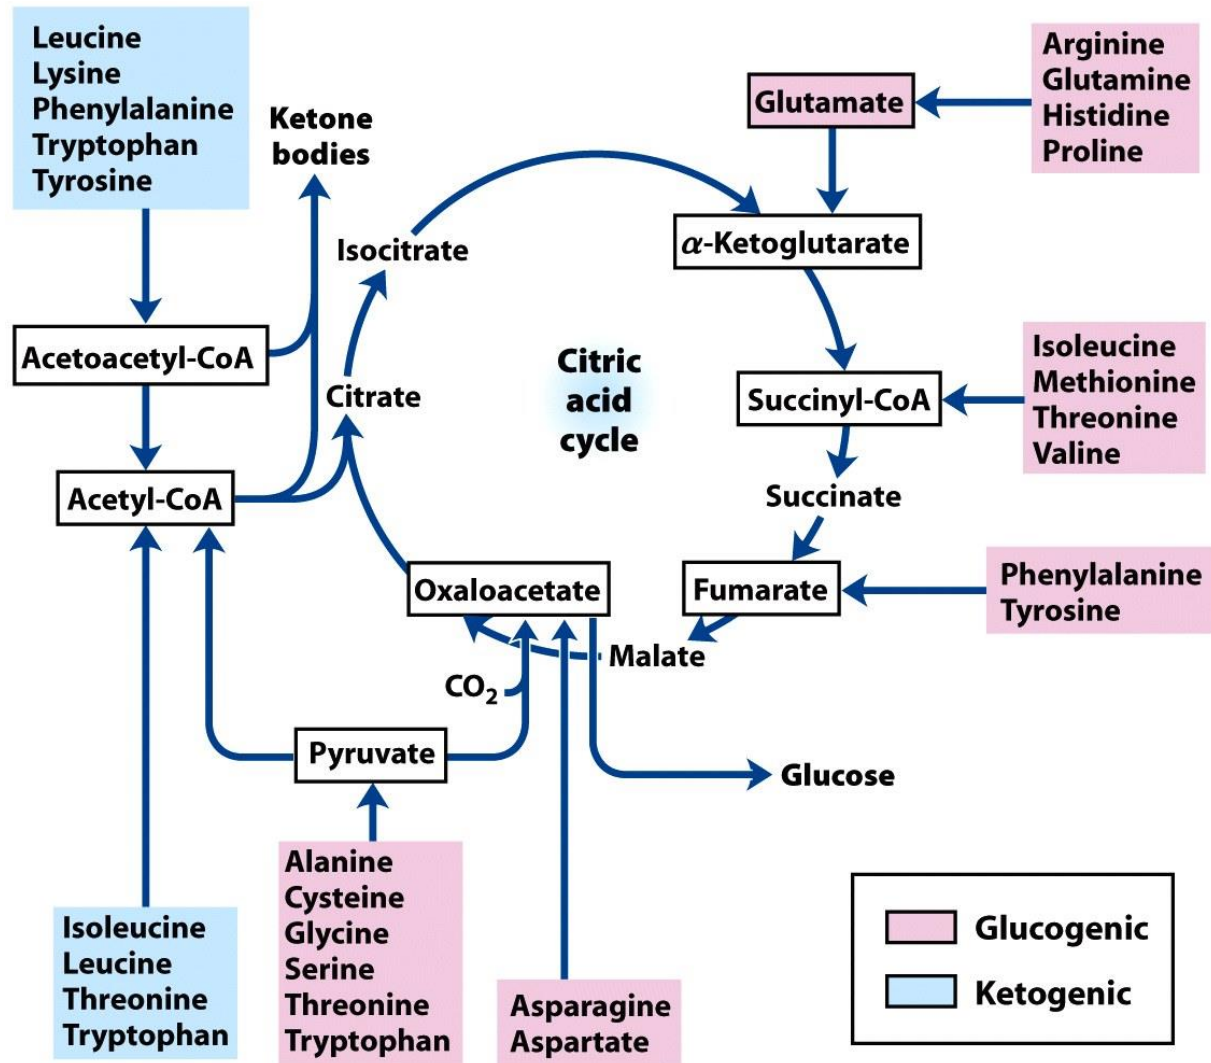 Leucine
Lysine
Phenylalanine
Tryptophan
Tyrosine
Ketone
bodies
Glutamate
Arginine
Glutamine
Histidine
Proline
Isocitrate
α-Ketoglutarate
Acetoacetyl-CoA
Citrate
Citric
acid
cycle
Succinyl-CoA
Isoleucine
Methionine
Threonine
Valine
Acetyl-CoA
Succinate
Oxaloacetate
Fumarate
Phenylalanine
Tyrosine
Malate
CO₂
Pyruvate
Glucose
Isoleucine
Leucine
Threonine
Tryptophan
Alanine
Cysteine
Glycine
Serine
Threonine
Tryptophan
Asparagine
Aspartate
Glucogenic
Ketogenic